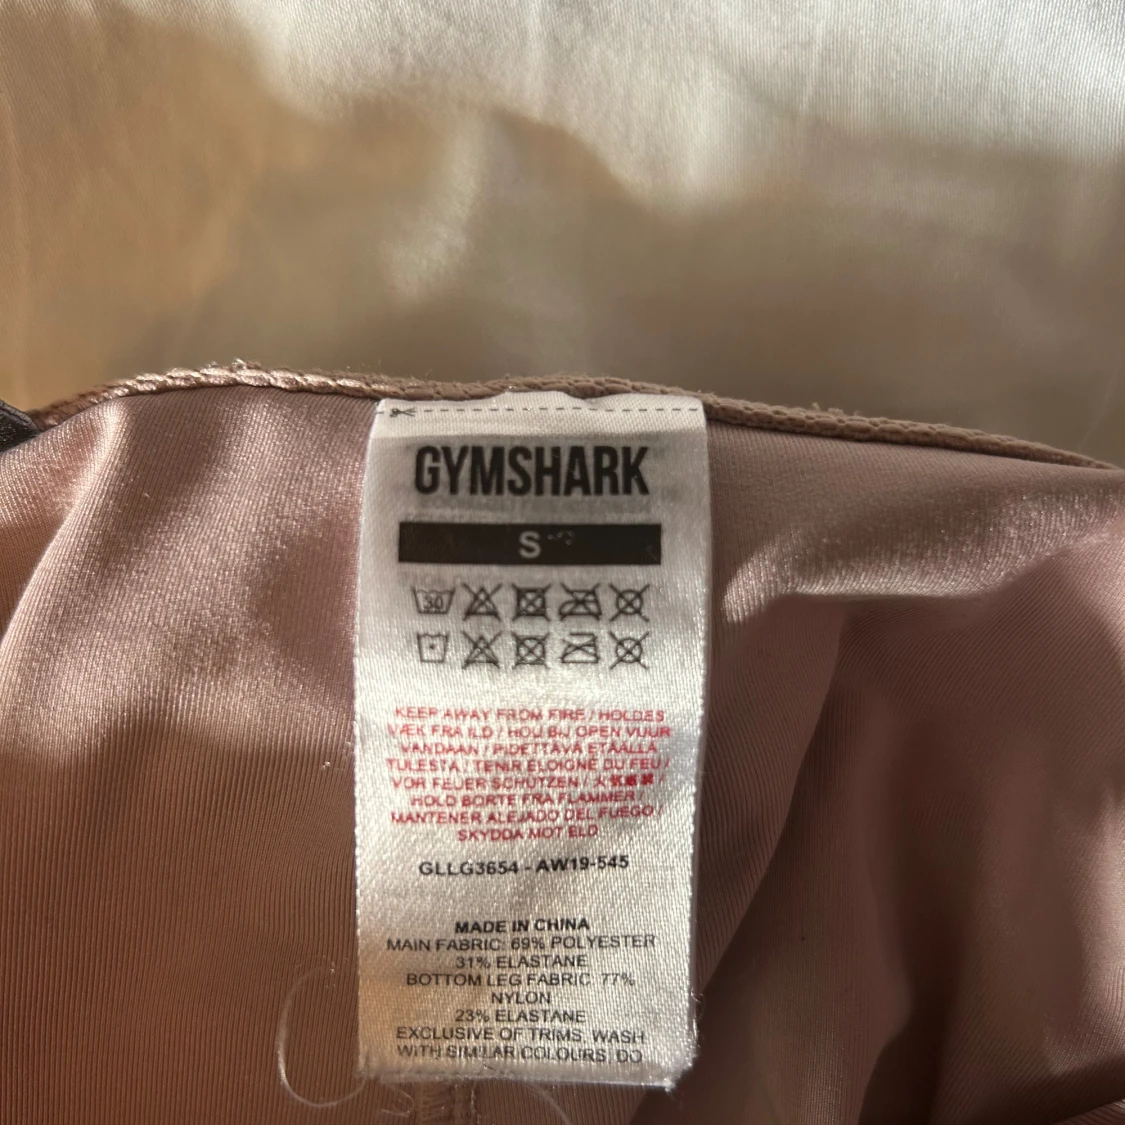 GYMSHARK
S
30
KEEP AWAY FROM FIRE / HOLDES
VÆK FRA ILD / HOU BIJ OPEN VUUR
VANDAAN / PIDETTÄVÄ ETÄÄLLÄ
TULESTA / TENIR ÉLOIGNÉ DU FEU /
VOR FEUER SCHÜTZEN /
HOLD BORTE FRA FLAMMER /
MANTENER ALEJADO DEL FUEGO /
SKYDDA MOT ELD
GLLG3654 - AW19-545
MADE IN CHINA
MAIN FABRIC: 69% POLYESTER
31% ELASTANE
BOTTOM LEG FABRIC: 77%
NYLON
23% ELASTANE
EXCLUSIVE OF TRIMS. WASH
WITH SIMILAR COLOURS. DO